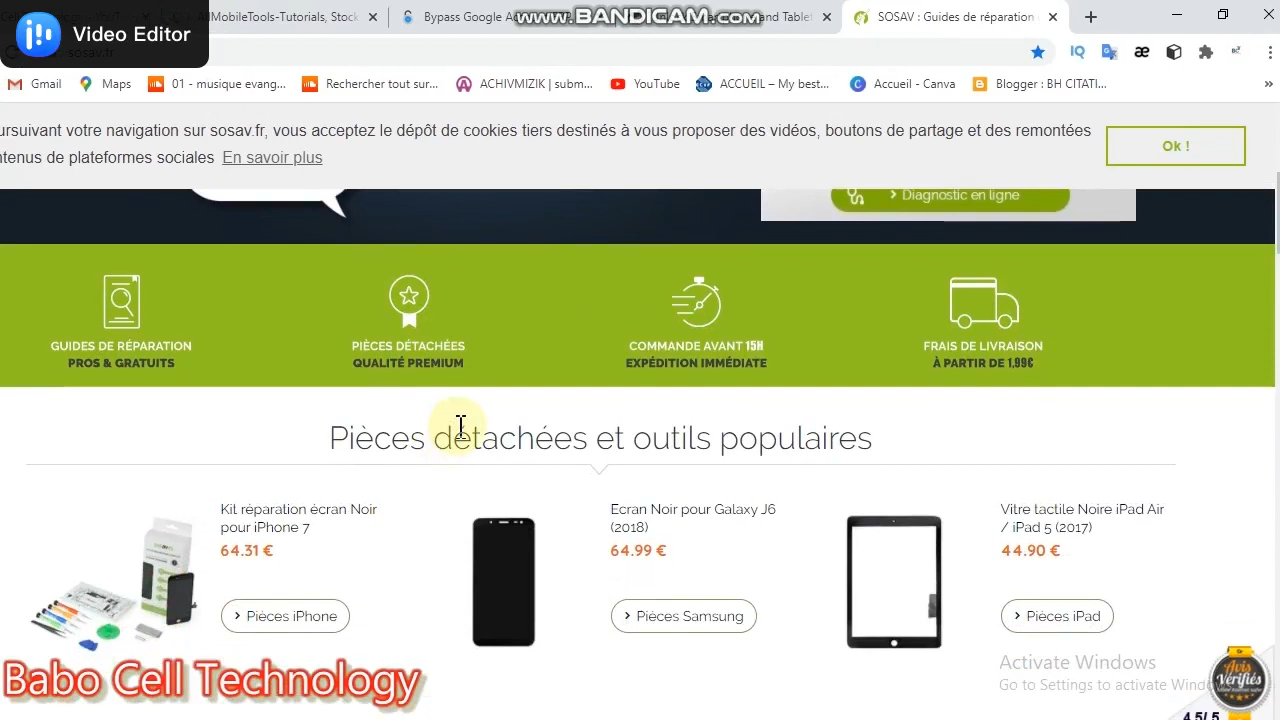 Video Editor
A8MobileTools-Tutorials, Stock
Bypass Google Ac
www.BANDICAM.com
and Tablet
SOSAV : Guides de réparation
sosav.fr
Gmail
Maps
01 - musique evang...
Rechercher tout sur...
ACHIVMIZIK | subm...
YouTube
ACCUEIL – My best...
Accueil - Canva
Blogger : BH CITATI...
ursuivant votre navigation sur sosav.fr, vous acceptez le dépôt de cookies tiers destinés à vous proposer des vidéos, boutons de partage et des remontées
ntenus de plateformes sociales En savoir plus
Ok !
Diagnostic en ligne
GUIDES DE RÉPARATION
PROS & GRATUITS
PIÈCES DÉTACHÉES
QUALITÉ PREMIUM
COMMANDE AVANT 15H
EXPÉDITION IMMÉDIATE
FRAIS DE LIVRAISON
À PARTIR DE 1,99€
Pièces détachées et outils populaires
Kit réparation écran Noir
pour iPhone 7
64.31 €
Pièces iPhone
Ecran Noir pour Galaxy J6
(2018)
64.99 €
Pièces Samsung
Vitre tactile Noire iPad Air
/ iPad 5 (2017)
44.90 €
Pièces iPad
Babo Cell Technology
Activate Windows
Go to Settings to activate Windows
Avis
Vérifiés
4.5/ 5